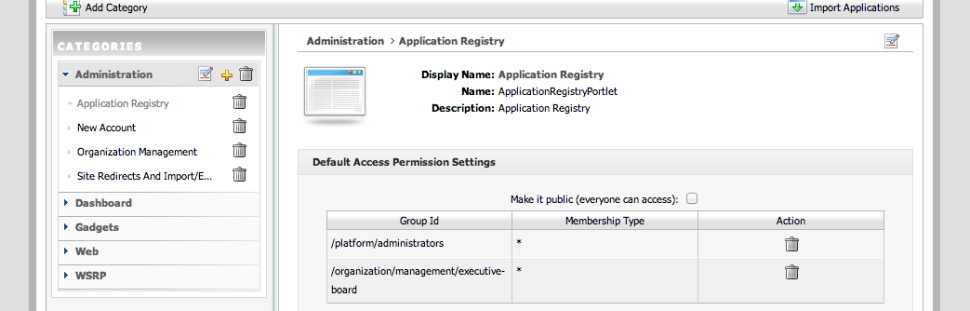 Add Category
Import Applications
CATEGORIES
Administration
Application Registry
New Account
Organization Management
Site Redirects And Import/E...
Dashboard
Gadgets
Web
WSRP
Administration > Application Registry
Display Name: Application Registry
Name: ApplicationRegistryPortlet
Description: Application Registry
Default Access Permission Settings
Make it public (everyone can access):
Group Id Membership Type Action
/platform/administrators *
/organization/management/executive- *
board